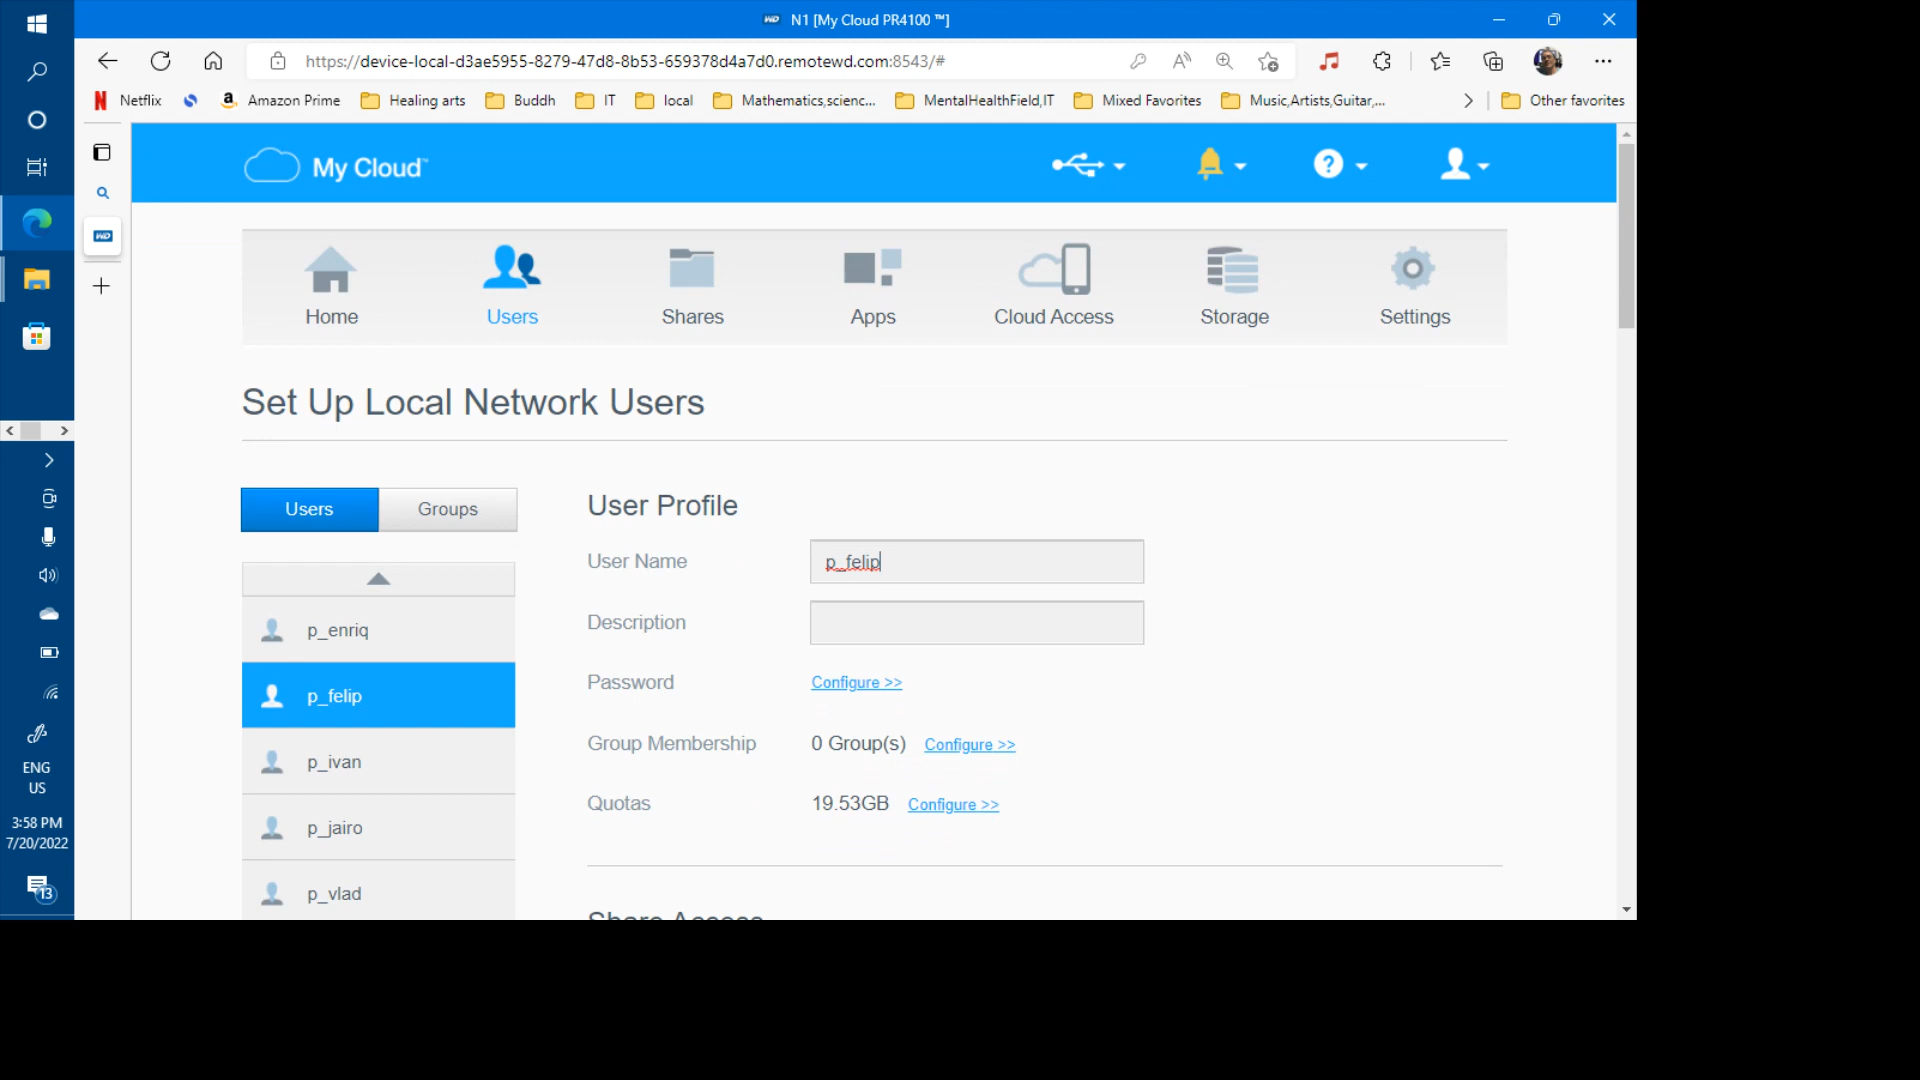 N1 [My Cloud PR4100 ™]
https://device-local-d3ae5955-8279-47d8-8b53-659378d4a7d0.remotewd.com:8543/#
N Netflix a Amazon Prime Healing arts Buddh IT local Mathematics,scienc... MentalHealthField,IT Mixed Favorites Music,Artists,Guitar,... Other favorites
WD
My Cloud™
Home Users Shares Apps Cloud Access Storage Settings
Set Up Local Network Users
Users Groups
p_enriq
p_felip
p_ivan
p_jairo
p_vlad
User Profile
User Name p_felip
Description
Password Configure >>
Group Membership 0 Group(s) Configure >>
Quotas 19.53GB Configure >>
Share Access
ENG
US
3:58 PM
7/20/2022
13